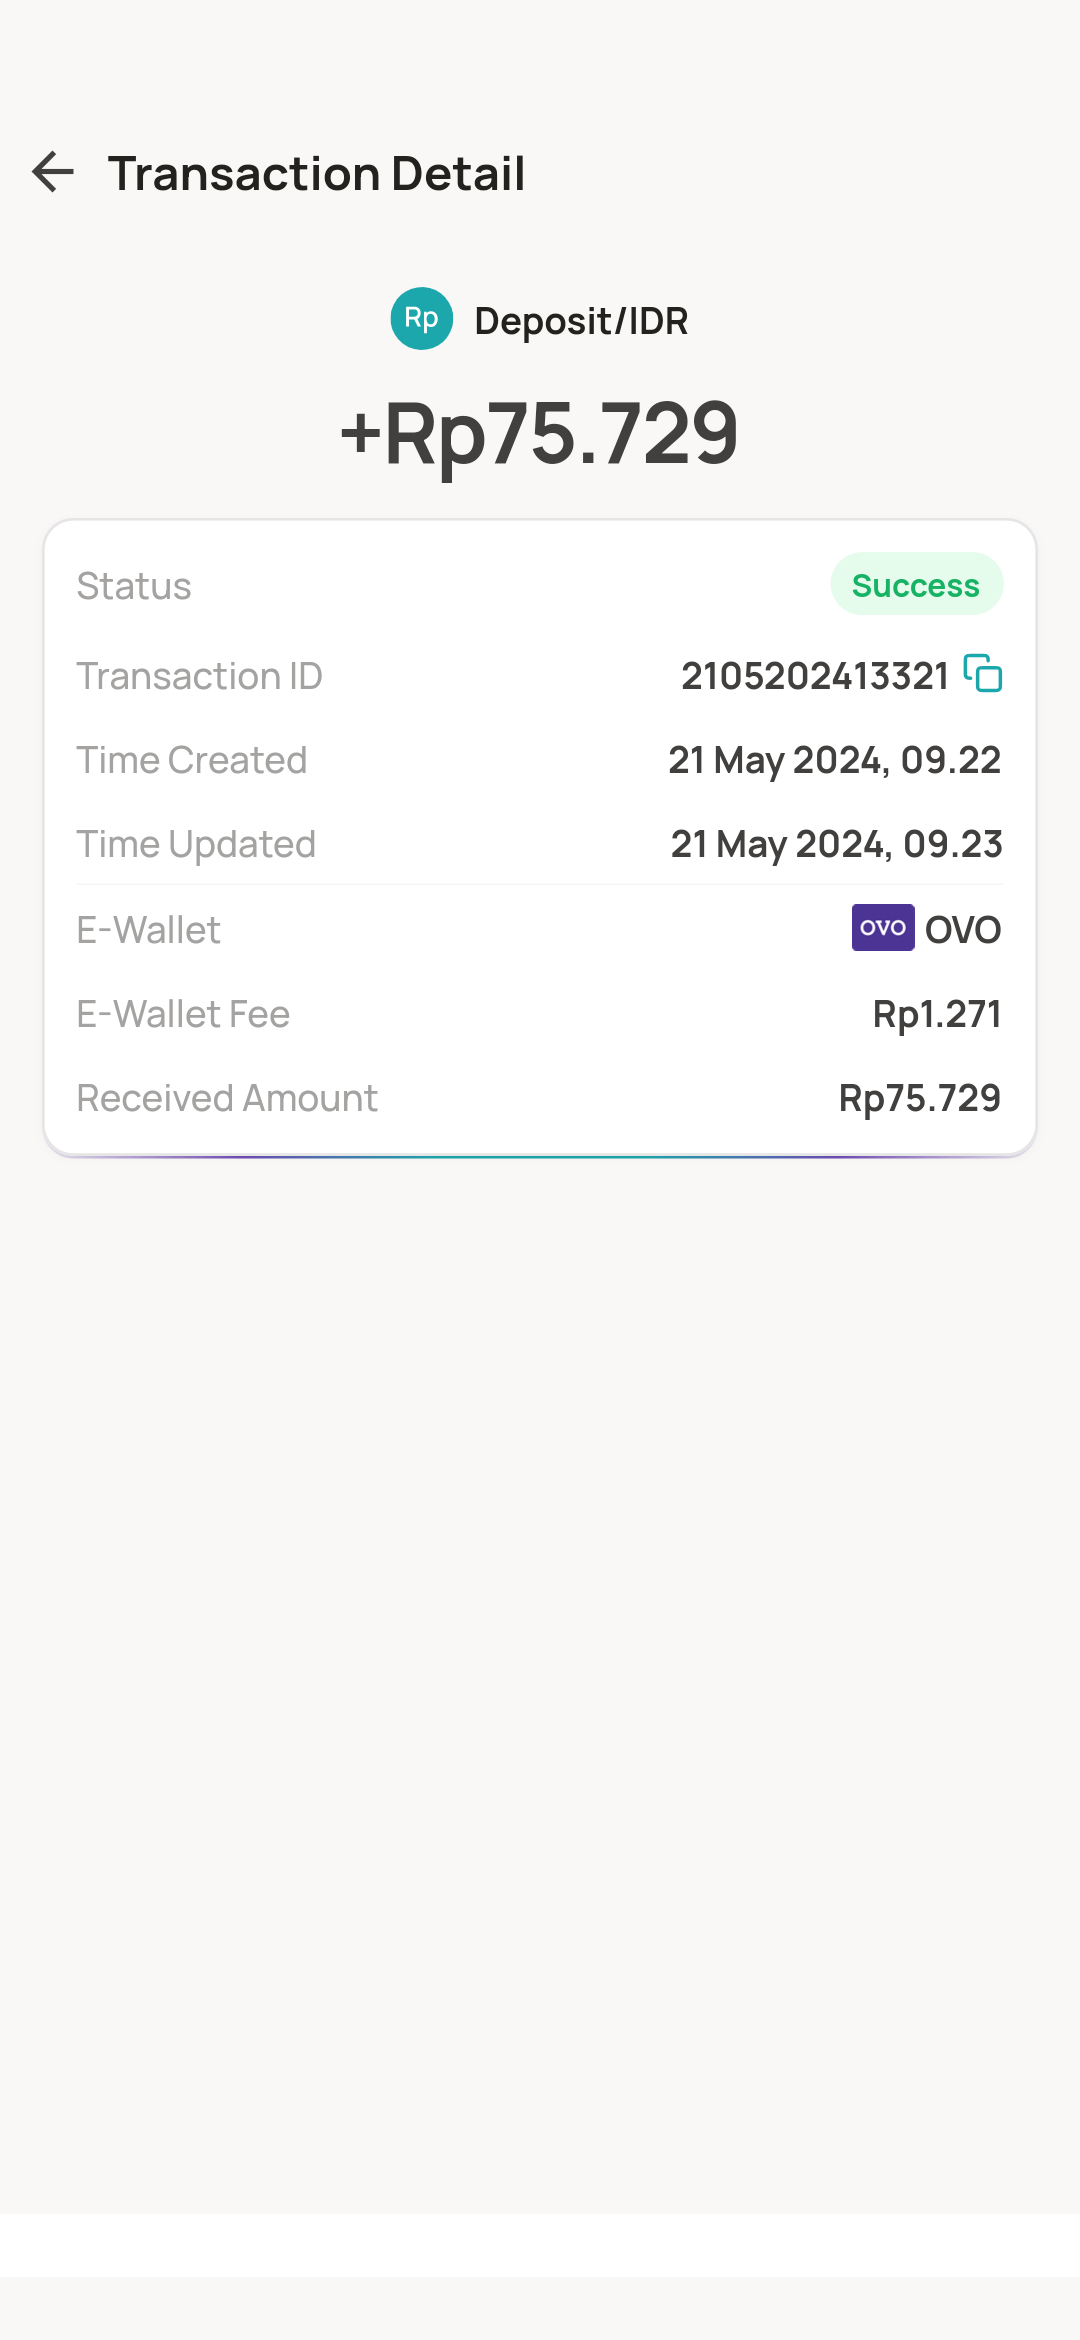 Transaction Detail
Rp Deposit/IDR
+Rp75.729
Status Success
Transaction ID 2105202413321
Time Created 21 May 2024, 09.22
Time Updated 21 May 2024, 09.23
E-Wallet OVO OVO
E-Wallet Fee Rp1.271
Received Amount Rp75.729